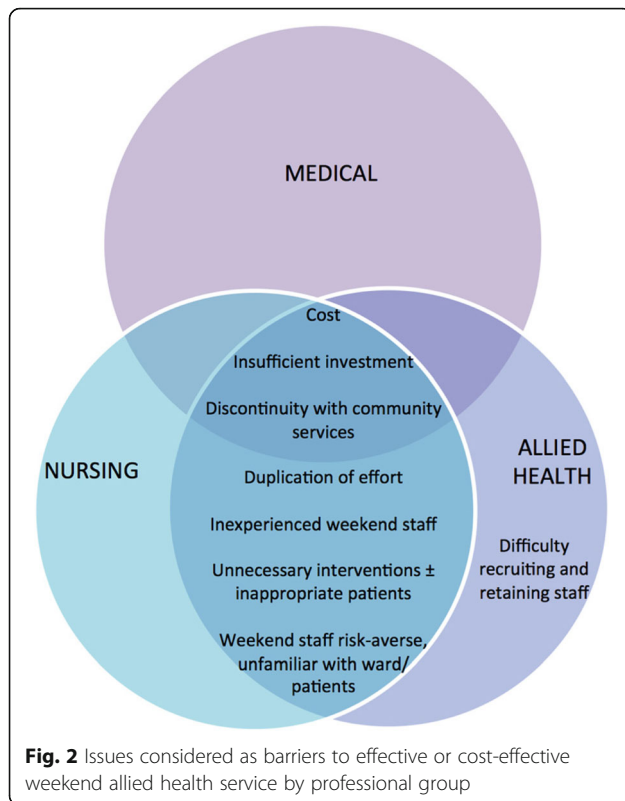 MEDICAL
Cost
Insufficient investment
Discontinuity with community
services
NURSING
Duplication of effort
ALLIED
HEALTH
Inexperienced weekend staff
Unnecessary interventions ±
inappropriate patients
Weekend staff risk-averse,
unfamiliar with ward/
patients
Difficulty
recruiting and
retaining staff
Fig. 2 Issues considered as barriers to effective or cost-effective
weekend allied health service by professional group